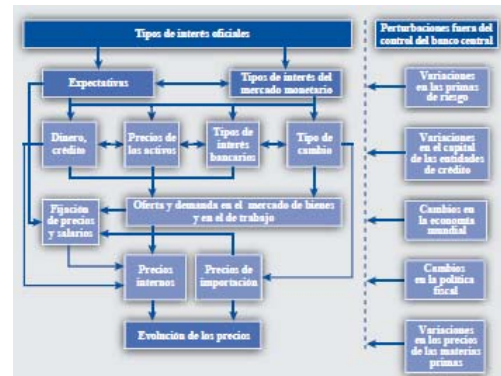 Tipos de interés oficiales
Perturbaciones fuera del
control del banco central
Expectativas
Tipos de interés del
mercado monetario
Variaciones
en las primas
de riesgo
Dinero,
crédito
Precios de
los activos
Tipos
de interés
bancarios
Tipo de
cambio
Variaciones
en el capital
de las entidades
de crédito
Fijación
de precios
y salarios
Oferta y demanda en el mercado de bienes
y en el de trabajo
Cambios en
la economía
mundial
Precios
internos
Precios de
importación
Cambios
en la política
fiscal
Evolución de los precios
Variaciones
en los precios
de las materias
primas